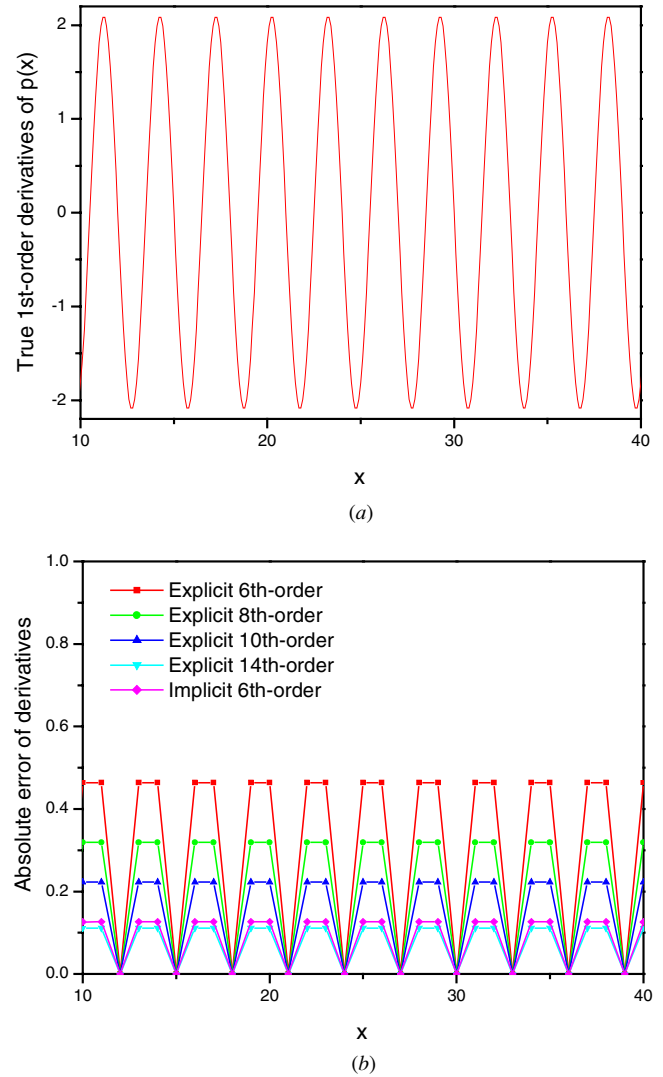 True 1st-order derivatives of p(x)
2
1
0
-1
-2
10 20 30 40
x
(a)
Absolute error of derivatives
1.0
0.8
0.6
0.4
0.2
0.0
Explicit 6th-order
Explicit 8th-order
Explicit 10th-order
Explicit 14th-order
Implicit 6th-order
10 20 30 40
x
(b)